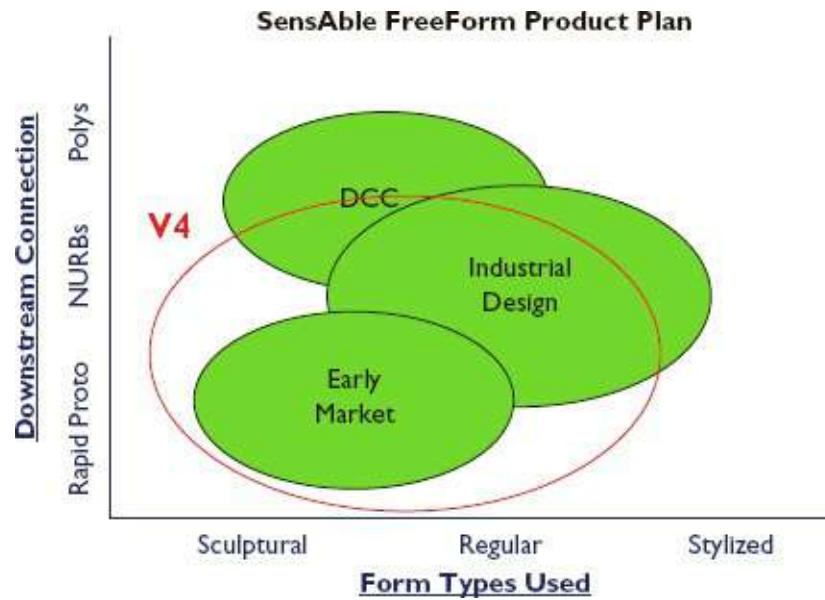 SensAble FreeForm Product Plan
Downstream Connection
Polys
NURBs
Rapid Proto
V4
DCC
Industrial
Design
Early
Market
Sculptural
Regular
Stylized
Form Types Used